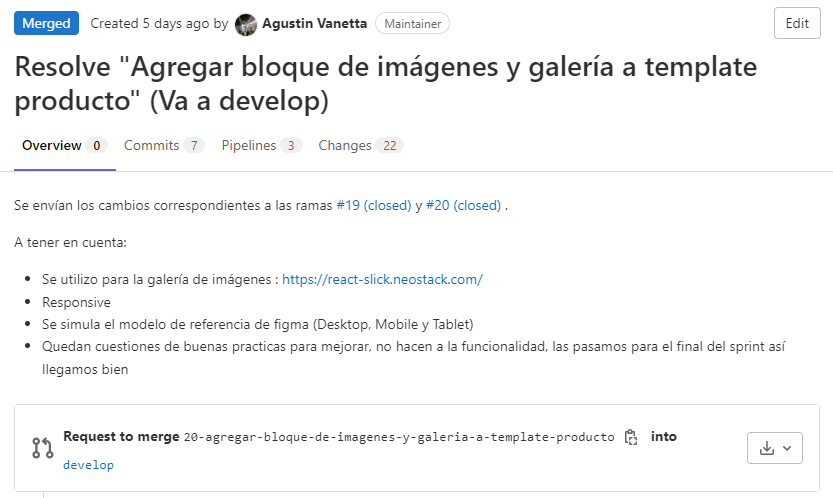 Merged Created 5 days ago by Agustin Vanetta Maintainer Edit
Resolve "Agregar bloque de imágenes y galería a template
producto" (Va a develop)
Overview 0 Commits 7 Pipelines 3 Changes 22
Se envían los cambios correspondientes a las ramas #19 (closed) y #20 (closed) .
A tener en cuenta:
Se utilizo para la galería de imágenes : https://react-slick.neostack.com/
Responsive
Se simula el modelo de referencia de figma (Desktop, Mobile y Tablet)
Quedan cuestiones de buenas practicas para mejorar, no hacen a la funcionalidad, las pasamos para el final del sprint así
llegamos bien
Request to merge 20-agregar-bloque-de-imagenes-y-galeria-a-template-producto into
develop